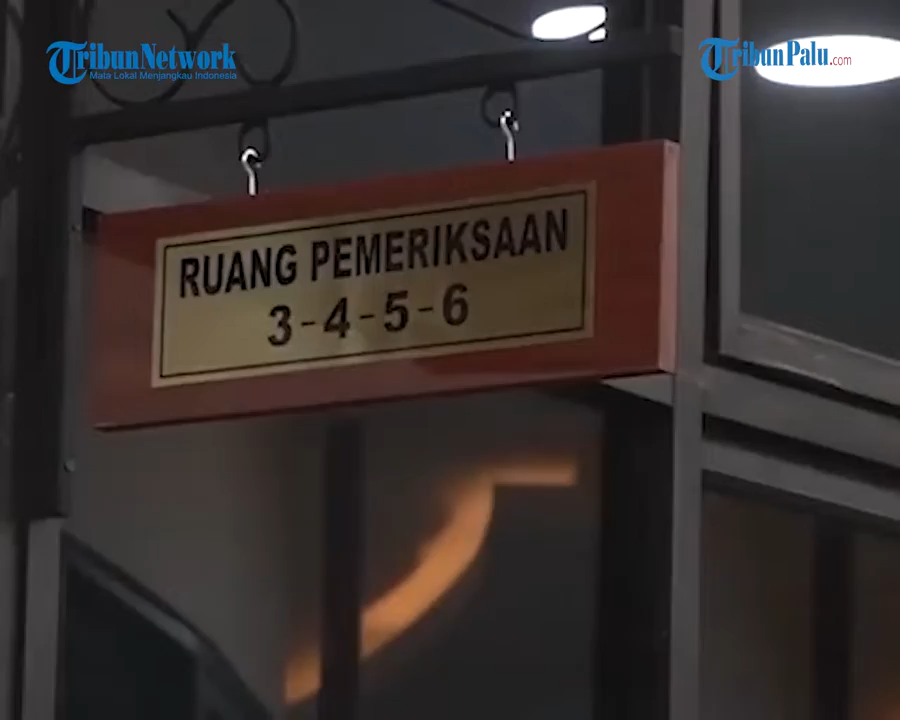 TribunNetwork
Mata Lokal Menjangkau Indonesia
TribunPalu.com
RUANG PEMERIKSAAN
3-4-5-6